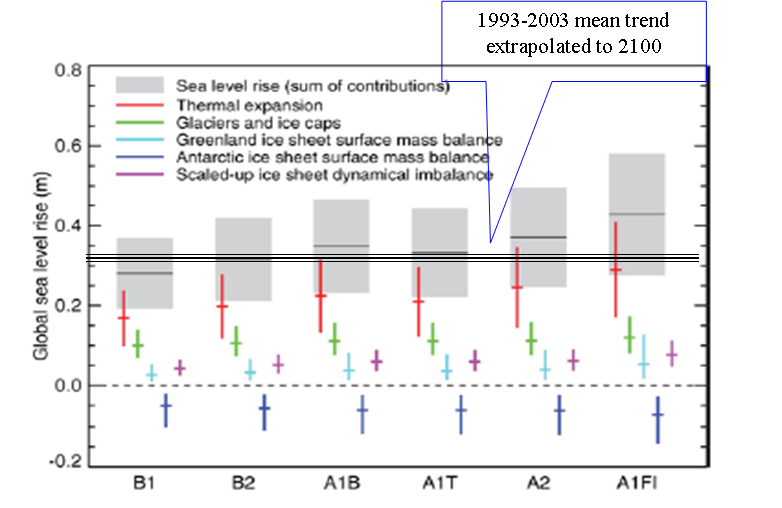 1993-2003 mean trend
extrapolated to 2100
0.8
0.6
0.4
0.2
0.0
-0.2
Global sea level rise (m)
Sea level rise (sum of contributions)
Thermal expansion
Glaciers and ice caps
Greenland ice sheet surface mass balance
Antarctic ice sheet surface mass balance
Scaled-up ice sheet dynamical imbalance
B1 B2 A1B A1T A2 A1FI